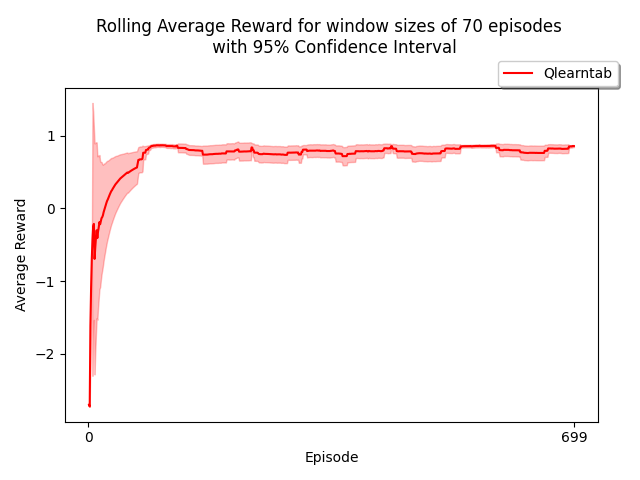 Rolling Average Reward for window sizes of 70 episodes
with 95% Confidence Interval
Qlearntab
1
0
−1
−2
Average Reward
0
699
Episode